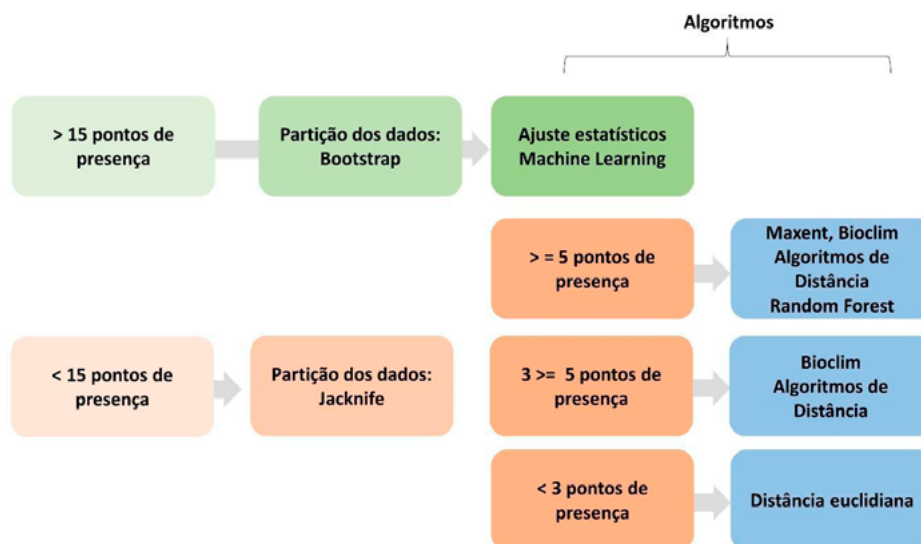 Algoritmos
> 15 pontos de
presença
Partição dos dados:
Bootstrap
Ajuste estatísticos
Machine Learning
> = 5 pontos de
presença
Maxent, Bioclim
Algoritmos de
Distância
Random Forest
< 15 pontos de
presença
Partição dos dados:
Jacknife
3 >= 5 pontos de
presença
Bioclim
Algoritmos de
Distância
< 3 pontos de
presença
Distância euclidiana